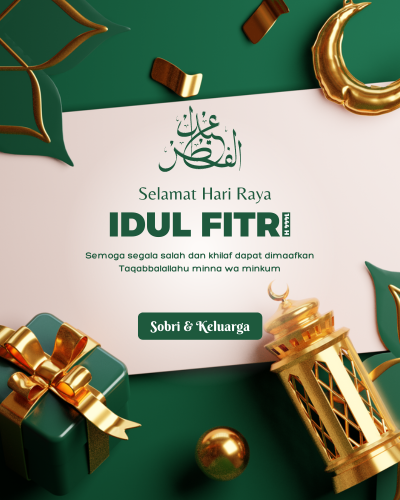 عيد الفطر
Selamat Hari Raya
IDUL FITRI
1444 H
Semoga segala salah dan khilaf dapat dimaafkan
Taqabbalallahu minna wa minkum
Sobri & Keluarga